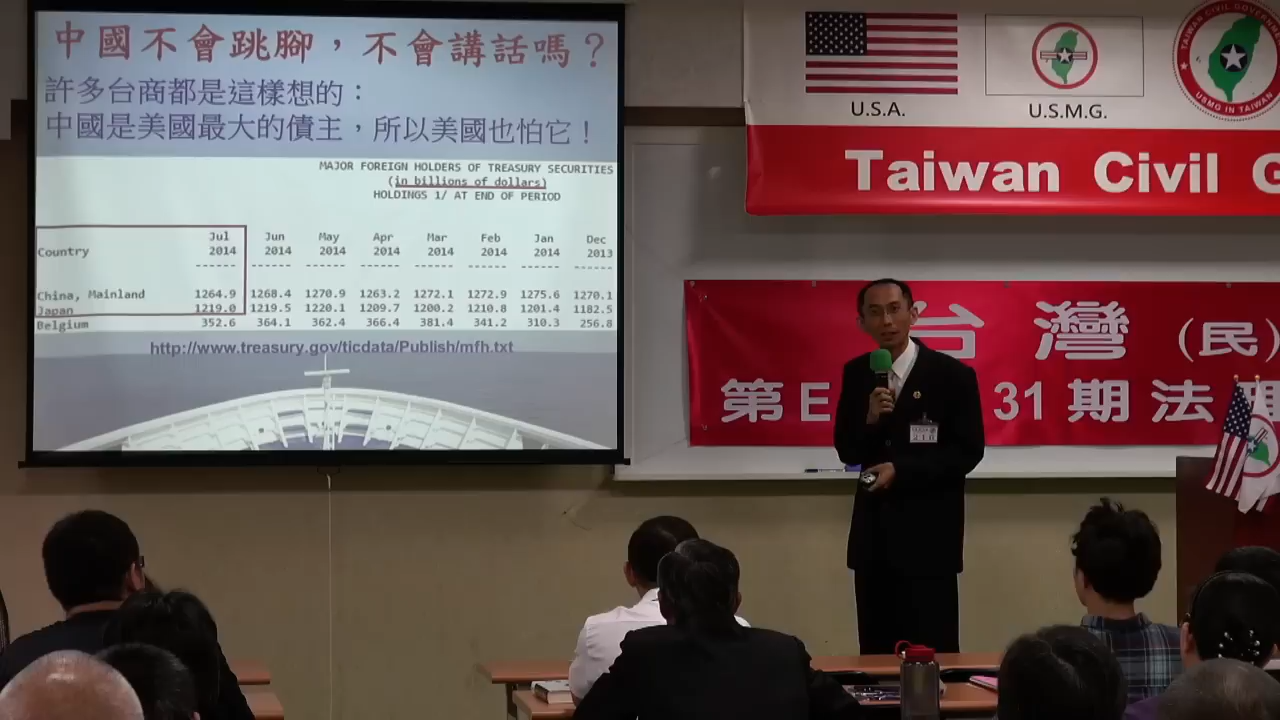 中國不會跳腳，不會講話嗎？
許多台商都是這樣想的：
中國是美國最大的債主，所以美國也怕它！
MAJOR FOREIGN HOLDERS OF TREASURY SECURITIES
(in billions of dollars)
HOLDINGS 1/ AT END OF PERIOD
Jul Jun May Apr Mar Feb Jan Dec
Country 2014 2014 2014 2014 2014 2014 2014 2013
------ ------ ------ ------ ------ ------ ------ ------
China, Mainland 1264.9 1268.4 1270.9 1263.2 1272.1 1272.9 1275.6 1270.1
Japan 1219.0 1219.5 1220.1 1209.7 1200.2 1210.8 1201.4 1182.5
Belgium 352.6 364.1 362.4 366.4 381.4 341.2 310.3 256.8
http://www.treasury.gov/ticdata/Publish/mfh.txt
U.S.A.
U.S.M.G.
TAIWAN CIVIL GOVERNMENT
USMG IN TAIWAN
Taiwan Civil G
台灣(民)
第E 31期法理